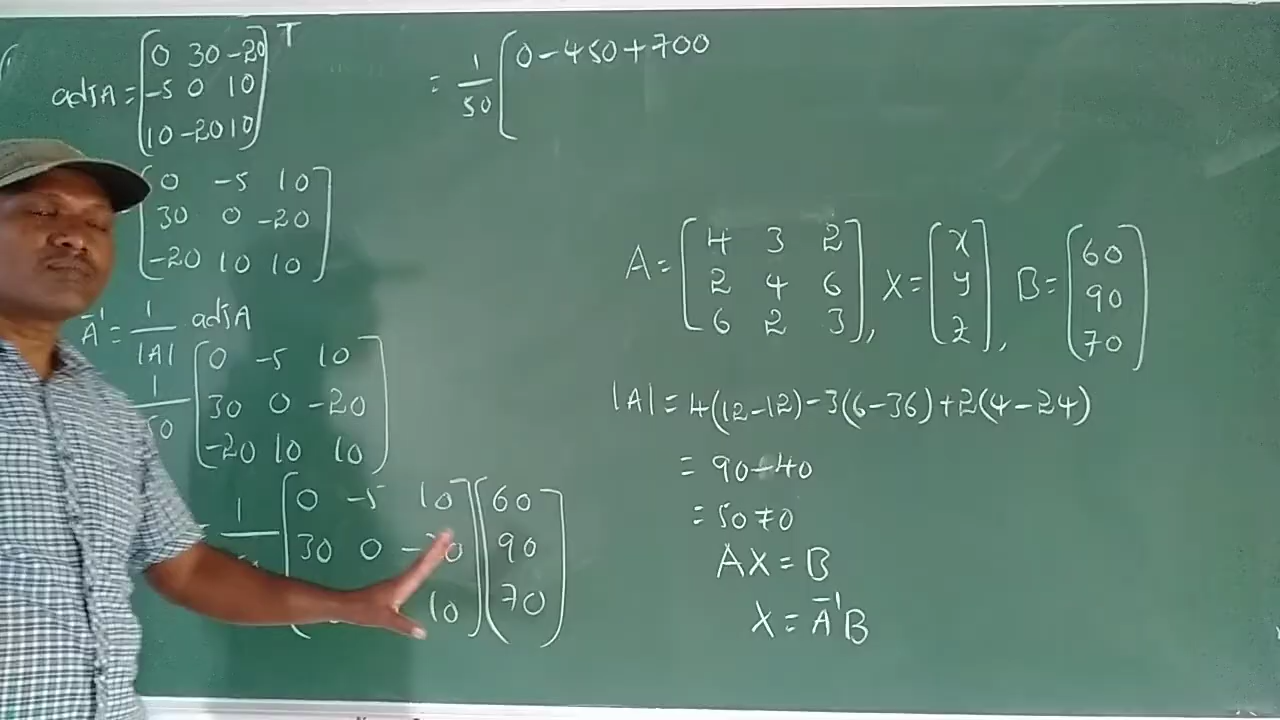 adjA = [0 30 -20
-5 0 10
10 -20 10]ᵀ
[0 -5 10
30 0 -20
-20 10 10]
A⁻¹ = 1/|A| adjA
[0 -5 10
30 0 -20
-20 10 10]
1 [0 -5 10] [60
30 0 90
10 70]
= 1/50 [0-450+700
A = [4 3 2
2 4 6
6 2 3], X = [x
y
z], B = [60
90
70]
|A| = 4(12-12)-3(6-36)+2(4-24)
= 90-40
= 50≠0
AX = B
X = A⁻¹B